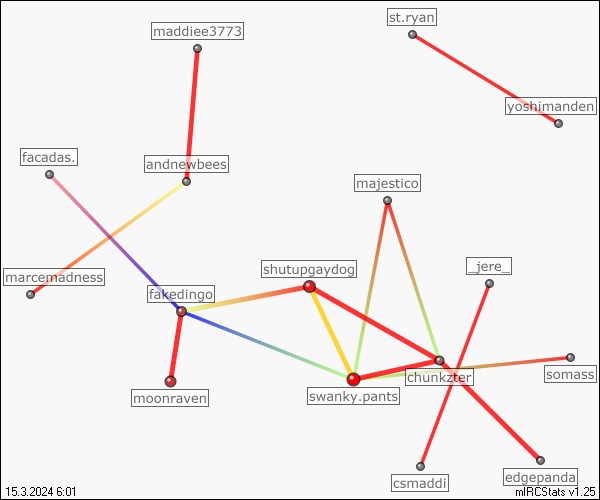 st.ryan
maddiee3773
yoshimanden
facadas.
andnewbees
majestico
marcemadness
shutupgaydog
_jere_
fakedingo
somass
chunkzter
moonraven
swanky.pants
csmaddi
edgepanda
15.3.2024 6:01
mIRCStats v1.25